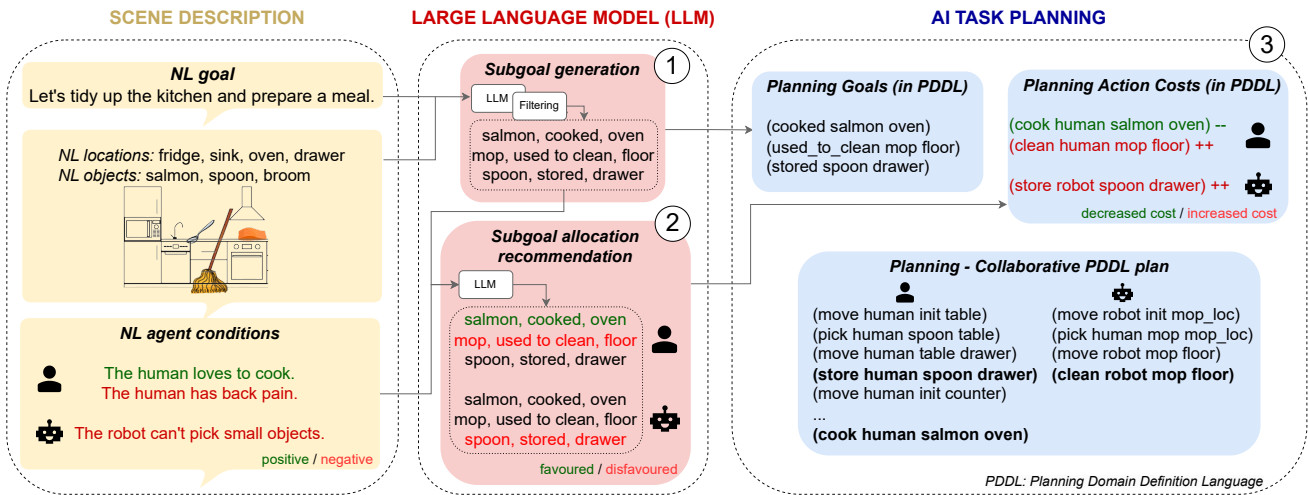 SCENE DESCRIPTION
NL goal
Let's tidy up the kitchen and prepare a meal.
NL locations: fridge, sink, oven, drawer
NL objects: salmon, spoon, broom
NL agent conditions
The human loves to cook.
The human has back pain.
The robot can't pick small objects.
positive / negative
LARGE LANGUAGE MODEL (LLM)
1
Subgoal generation
LLM
Filtering
salmon, cooked, oven
mop, used to clean, floor
spoon, stored, drawer
2
Subgoal allocation
recommendation
LLM
salmon, cooked, oven
mop, used to clean, floor
spoon, stored, drawer
salmon, cooked, oven
mop, used to clean, floor
spoon, stored, drawer
favoured / disfavoured
AI TASK PLANNING
3
Planning Goals (in PDDL)
(cooked salmon oven)
(used_to_clean mop floor)
(stored spoon drawer)
Planning Action Costs (in PDDL)
(cook human salmon oven) --
(clean human mop floor) ++
(store robot spoon drawer) ++
decreased cost / increased cost
Planning - Collaborative PDDL plan
(move human init table)
(pick human spoon table)
(move human table drawer)
(store human spoon drawer)
(move human init counter)
...
(cook human salmon oven)
(move robot init mop_loc)
(pick human mop mop_loc)
(move robot mop floor)
(clean robot mop floor)
PDDL: Planning Domain Definition Language